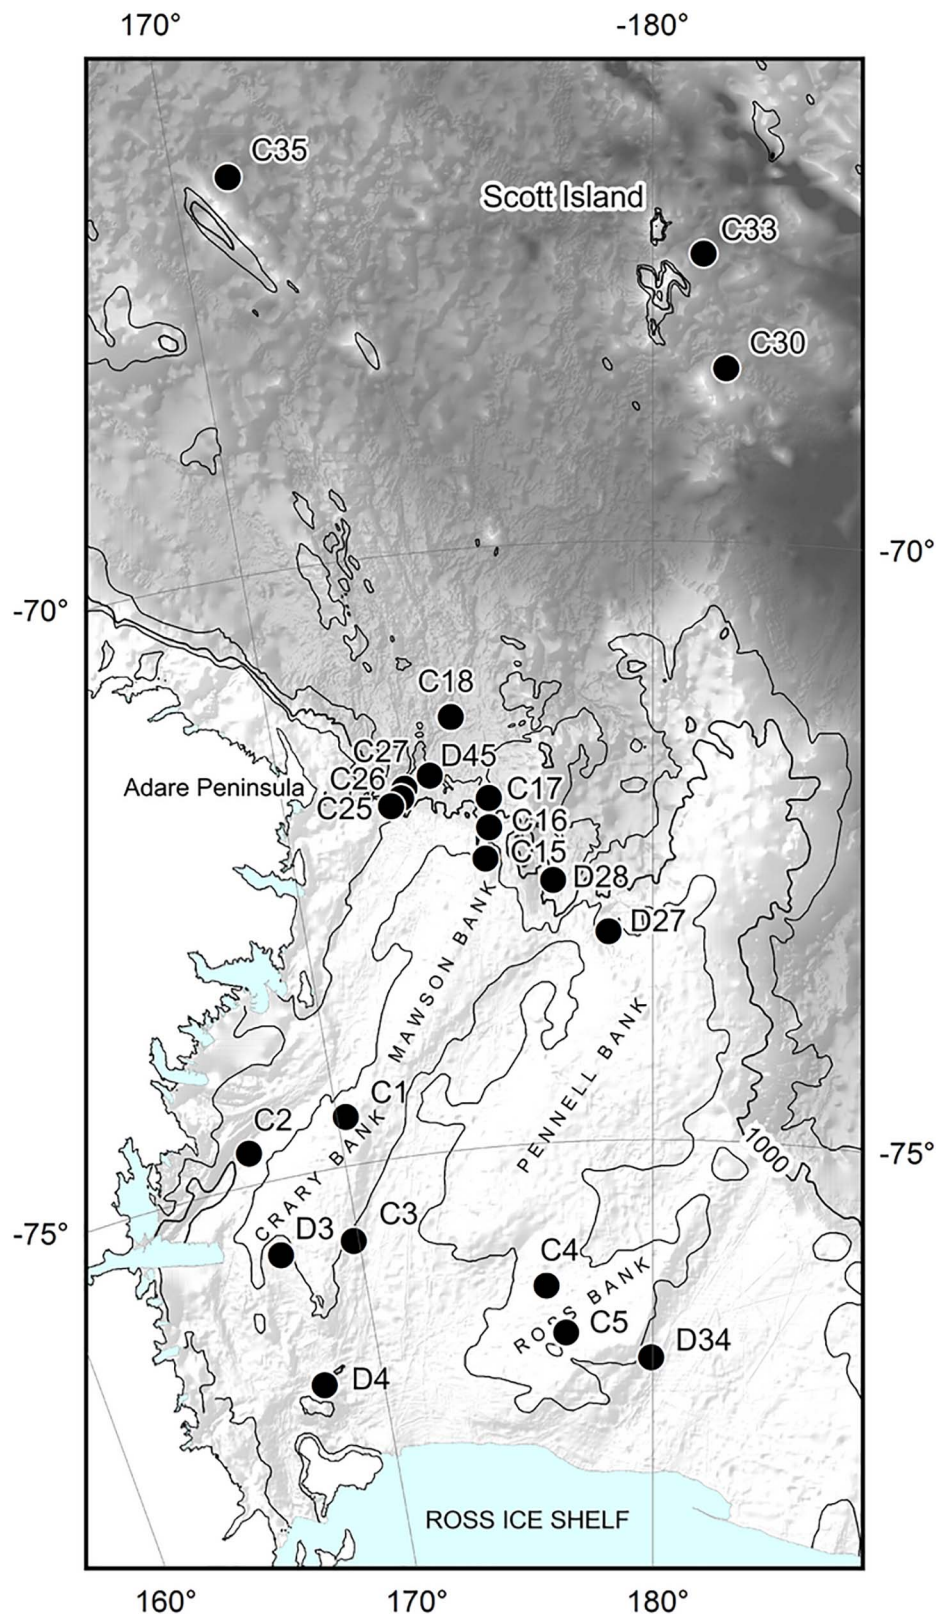 170°
-180°
C35
Scott Island
C33
C30
-70°
-70°
C18
C27
D45
C26
Adare Peninsula
C17
C25
C16
C15
D28
D27
MAWSON BANK
PENNELL BANK
C1
C2
1000
-75°
CRARY BANK
C3
D3
-75°
C4
ROSS BANK
C5
D34
D4
ROSS ICE SHELF
160°
170°
180°